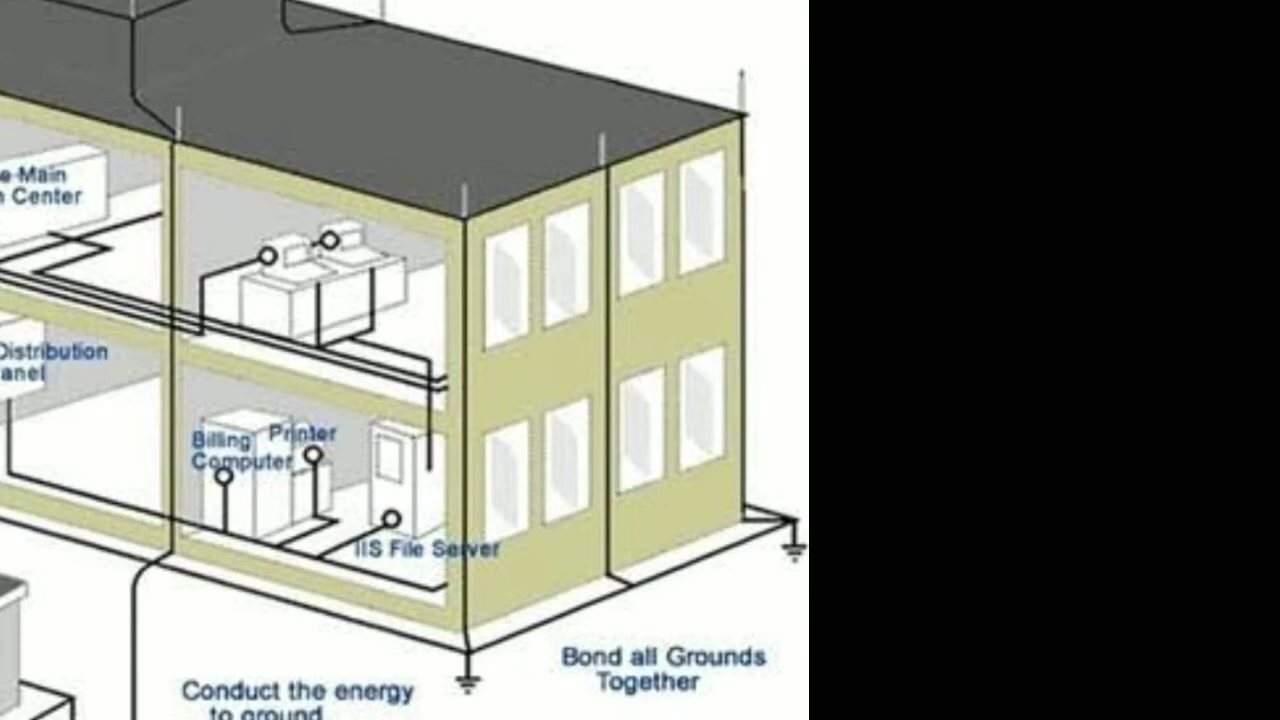 e Main
n Center
Distribution
anel
Billing
Computer
Printer
IIS File Server
Bond all Grounds
Together
Conduct the energy
to ground